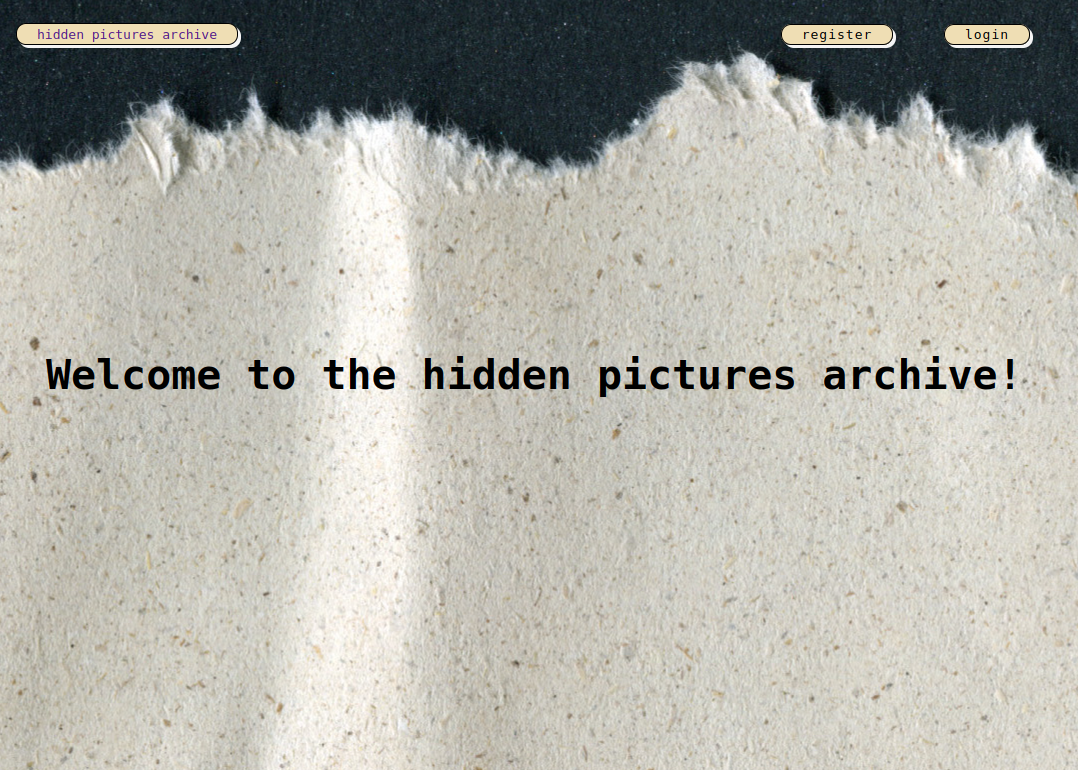 hidden pictures archive
register
login
Welcome to the hidden pictures archive!